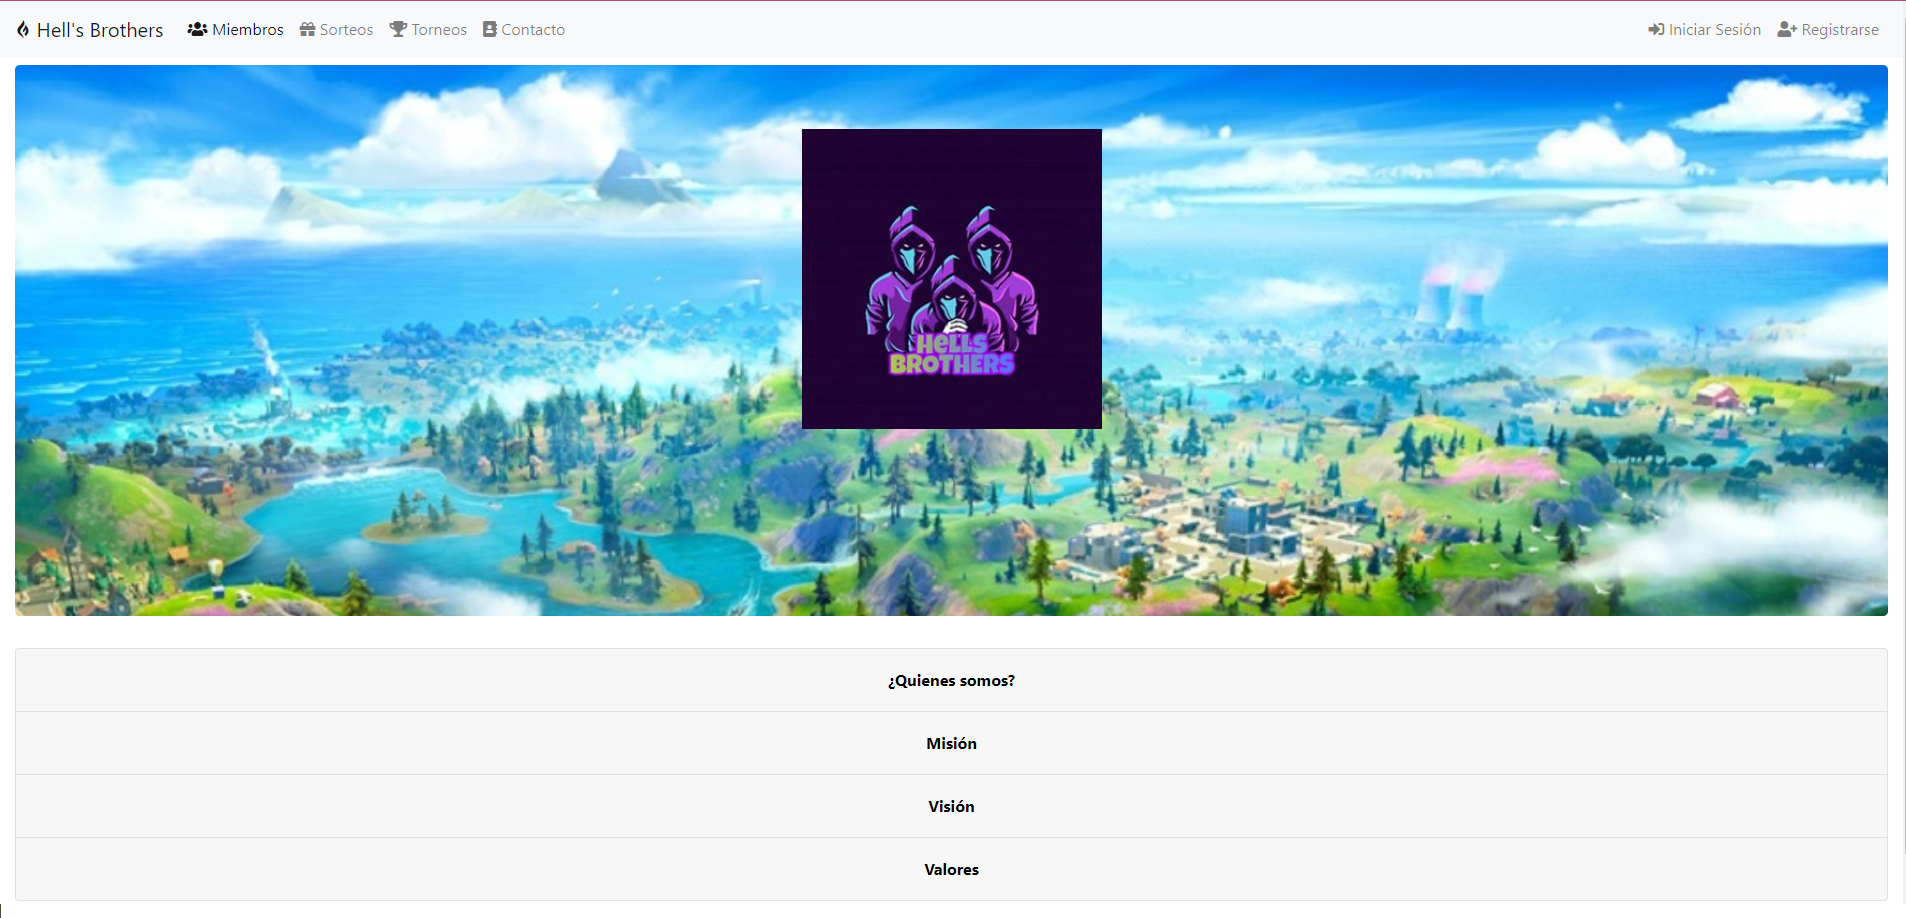 Hell's Brothers Miembros Sorteos Torneos Contacto Iniciar Sesión Registrarse
HeLLS
BROTHERS
¿Quienes somos?
Misión
Visión
Valores